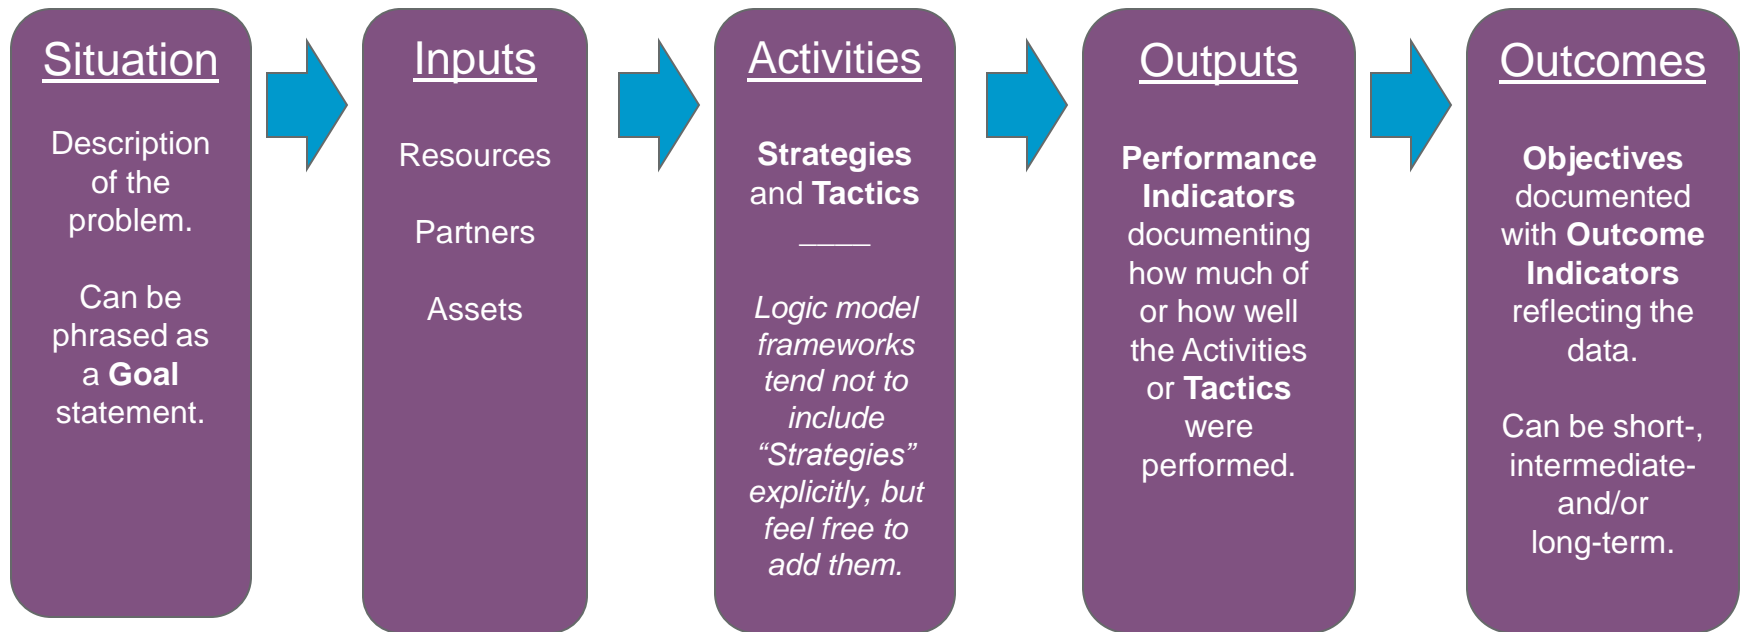 Situation
Description
of the
problem.
Can be
phrased as
a Goal
statement.
Inputs
Resources
Partners
Assets
Activities
Strategies
and Tactics
____
Logic model
frameworks
tend not to
include
“Strategies”
explicitly, but
feel free to
add them.
Outputs
Performance
Indicators
documenting
how much of
or how well
the Activities
or Tactics
were
performed.
Outcomes
Objectives
documented
with Outcome
Indicators
reflecting the
data.
Can be short-,
intermediate-
and/or
long-term.